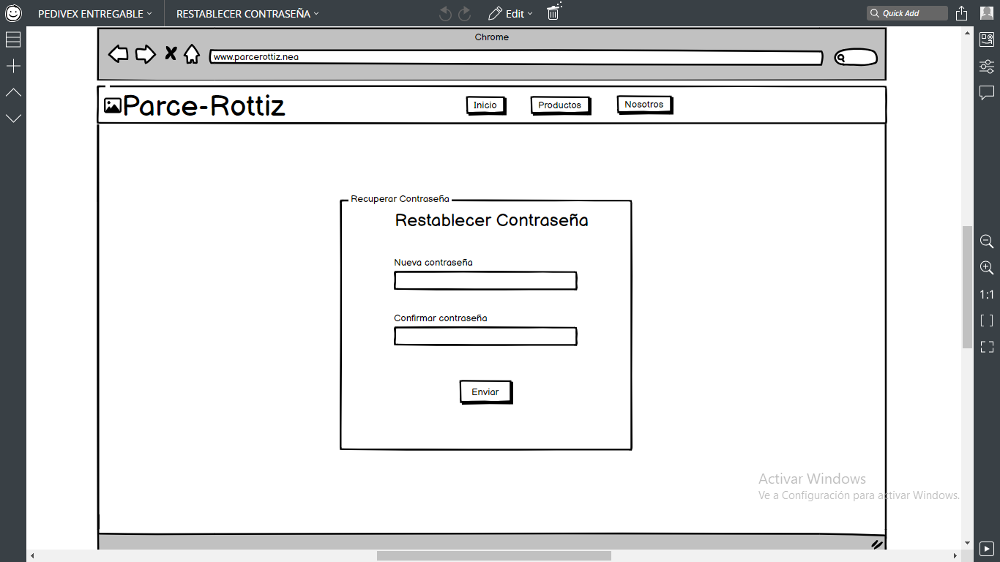 PEDIVEX ENTREGABLE RESTABLECER CONTRASEÑA Edit Quick Add
Chrome
www.parcerottiz.nea
Parce-Rottiz Inicio Productos Nosotros
Recuperar Contraseña
Restablecer Contraseña
Nueva contraseña
Confirmar contraseña
Enviar
1:1
Activar Windows
Ve a Configuración para activar Windows.